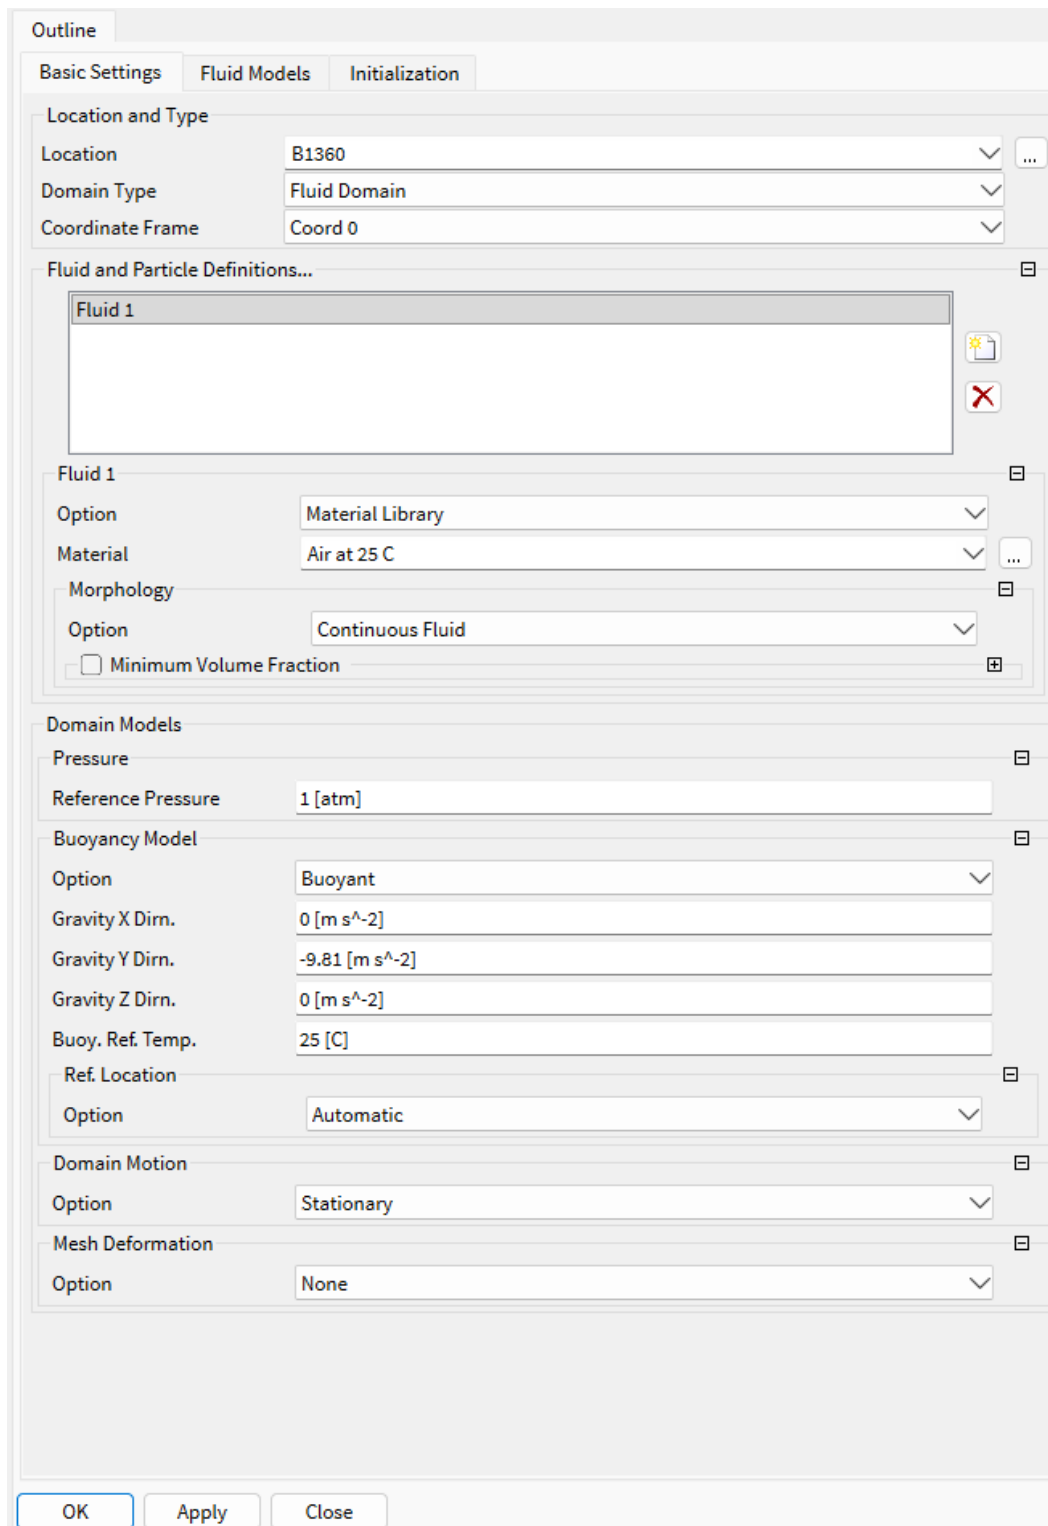 Outline
Basic Settings Fluid Models Initialization
Location and Type
Location B1360 ...
Domain Type Fluid Domain
Coordinate Frame Coord 0
Fluid and Particle Definitions...
Fluid 1
Fluid 1
Option Material Library
Material Air at 25 C ...
Morphology
Option Continuous Fluid
Minimum Volume Fraction
Domain Models
Pressure
Reference Pressure 1 [atm]
Buoyancy Model
Option Buoyant
Gravity X Dirn. 0 [m s^-2]
Gravity Y Dirn. -9.81 [m s^-2]
Gravity Z Dirn. 0 [m s^-2]
Buoy. Ref. Temp. 25 [C]
Ref. Location
Option Automatic
Domain Motion
Option Stationary
Mesh Deformation
Option None
OK Apply Close